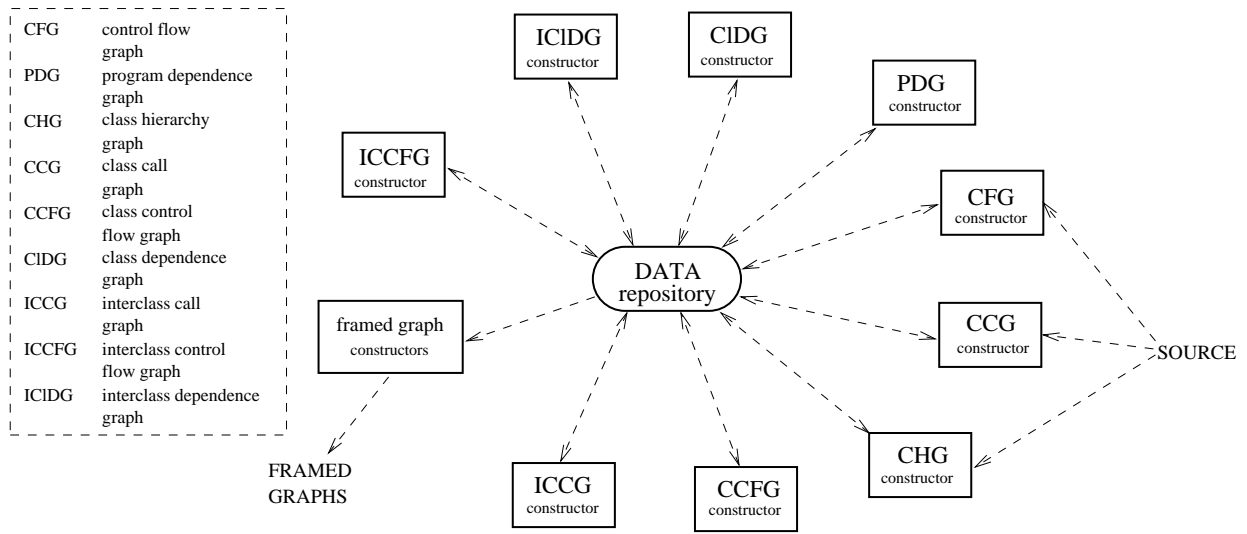 CFG control flow
graph
PDG program dependence
graph
CHG class hierarchy
graph
CCG class call
graph
CCFG class control
flow graph
ClDG class dependence
graph
ICCG interclass call
graph
ICCFG interclass control
flow graph
IClDG interclass dependence
graph
IClDG
constructor
ClDG
constructor
PDG
constructor
ICCFG
constructor
CFG
constructor
DATA
repository
framed graph
constructors
CCG
constructor
SOURCE
CHG
constructor
FRAMED
GRAPHS
ICCG
constructor
CCFG
constructor